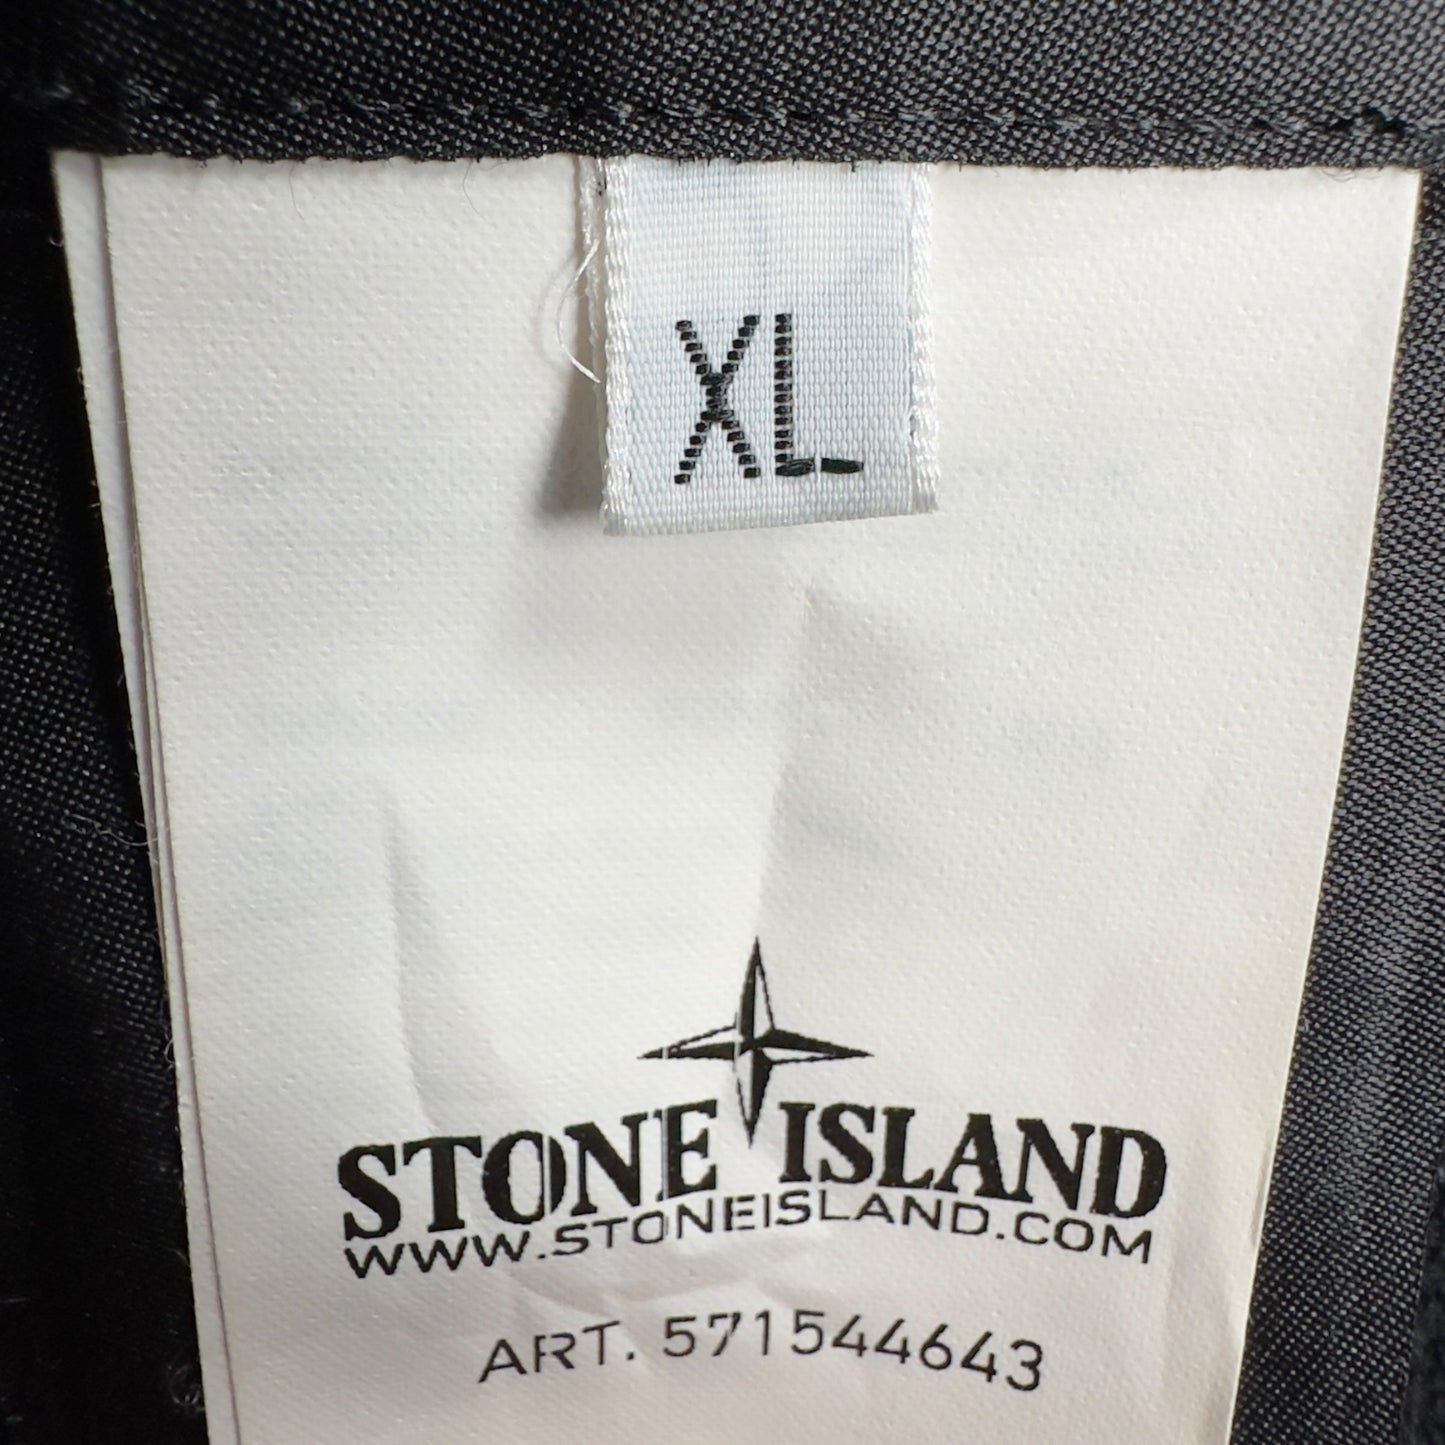 XL
STONE ISLAND
WWW.STONEISLAND.COM
ART. 571544643